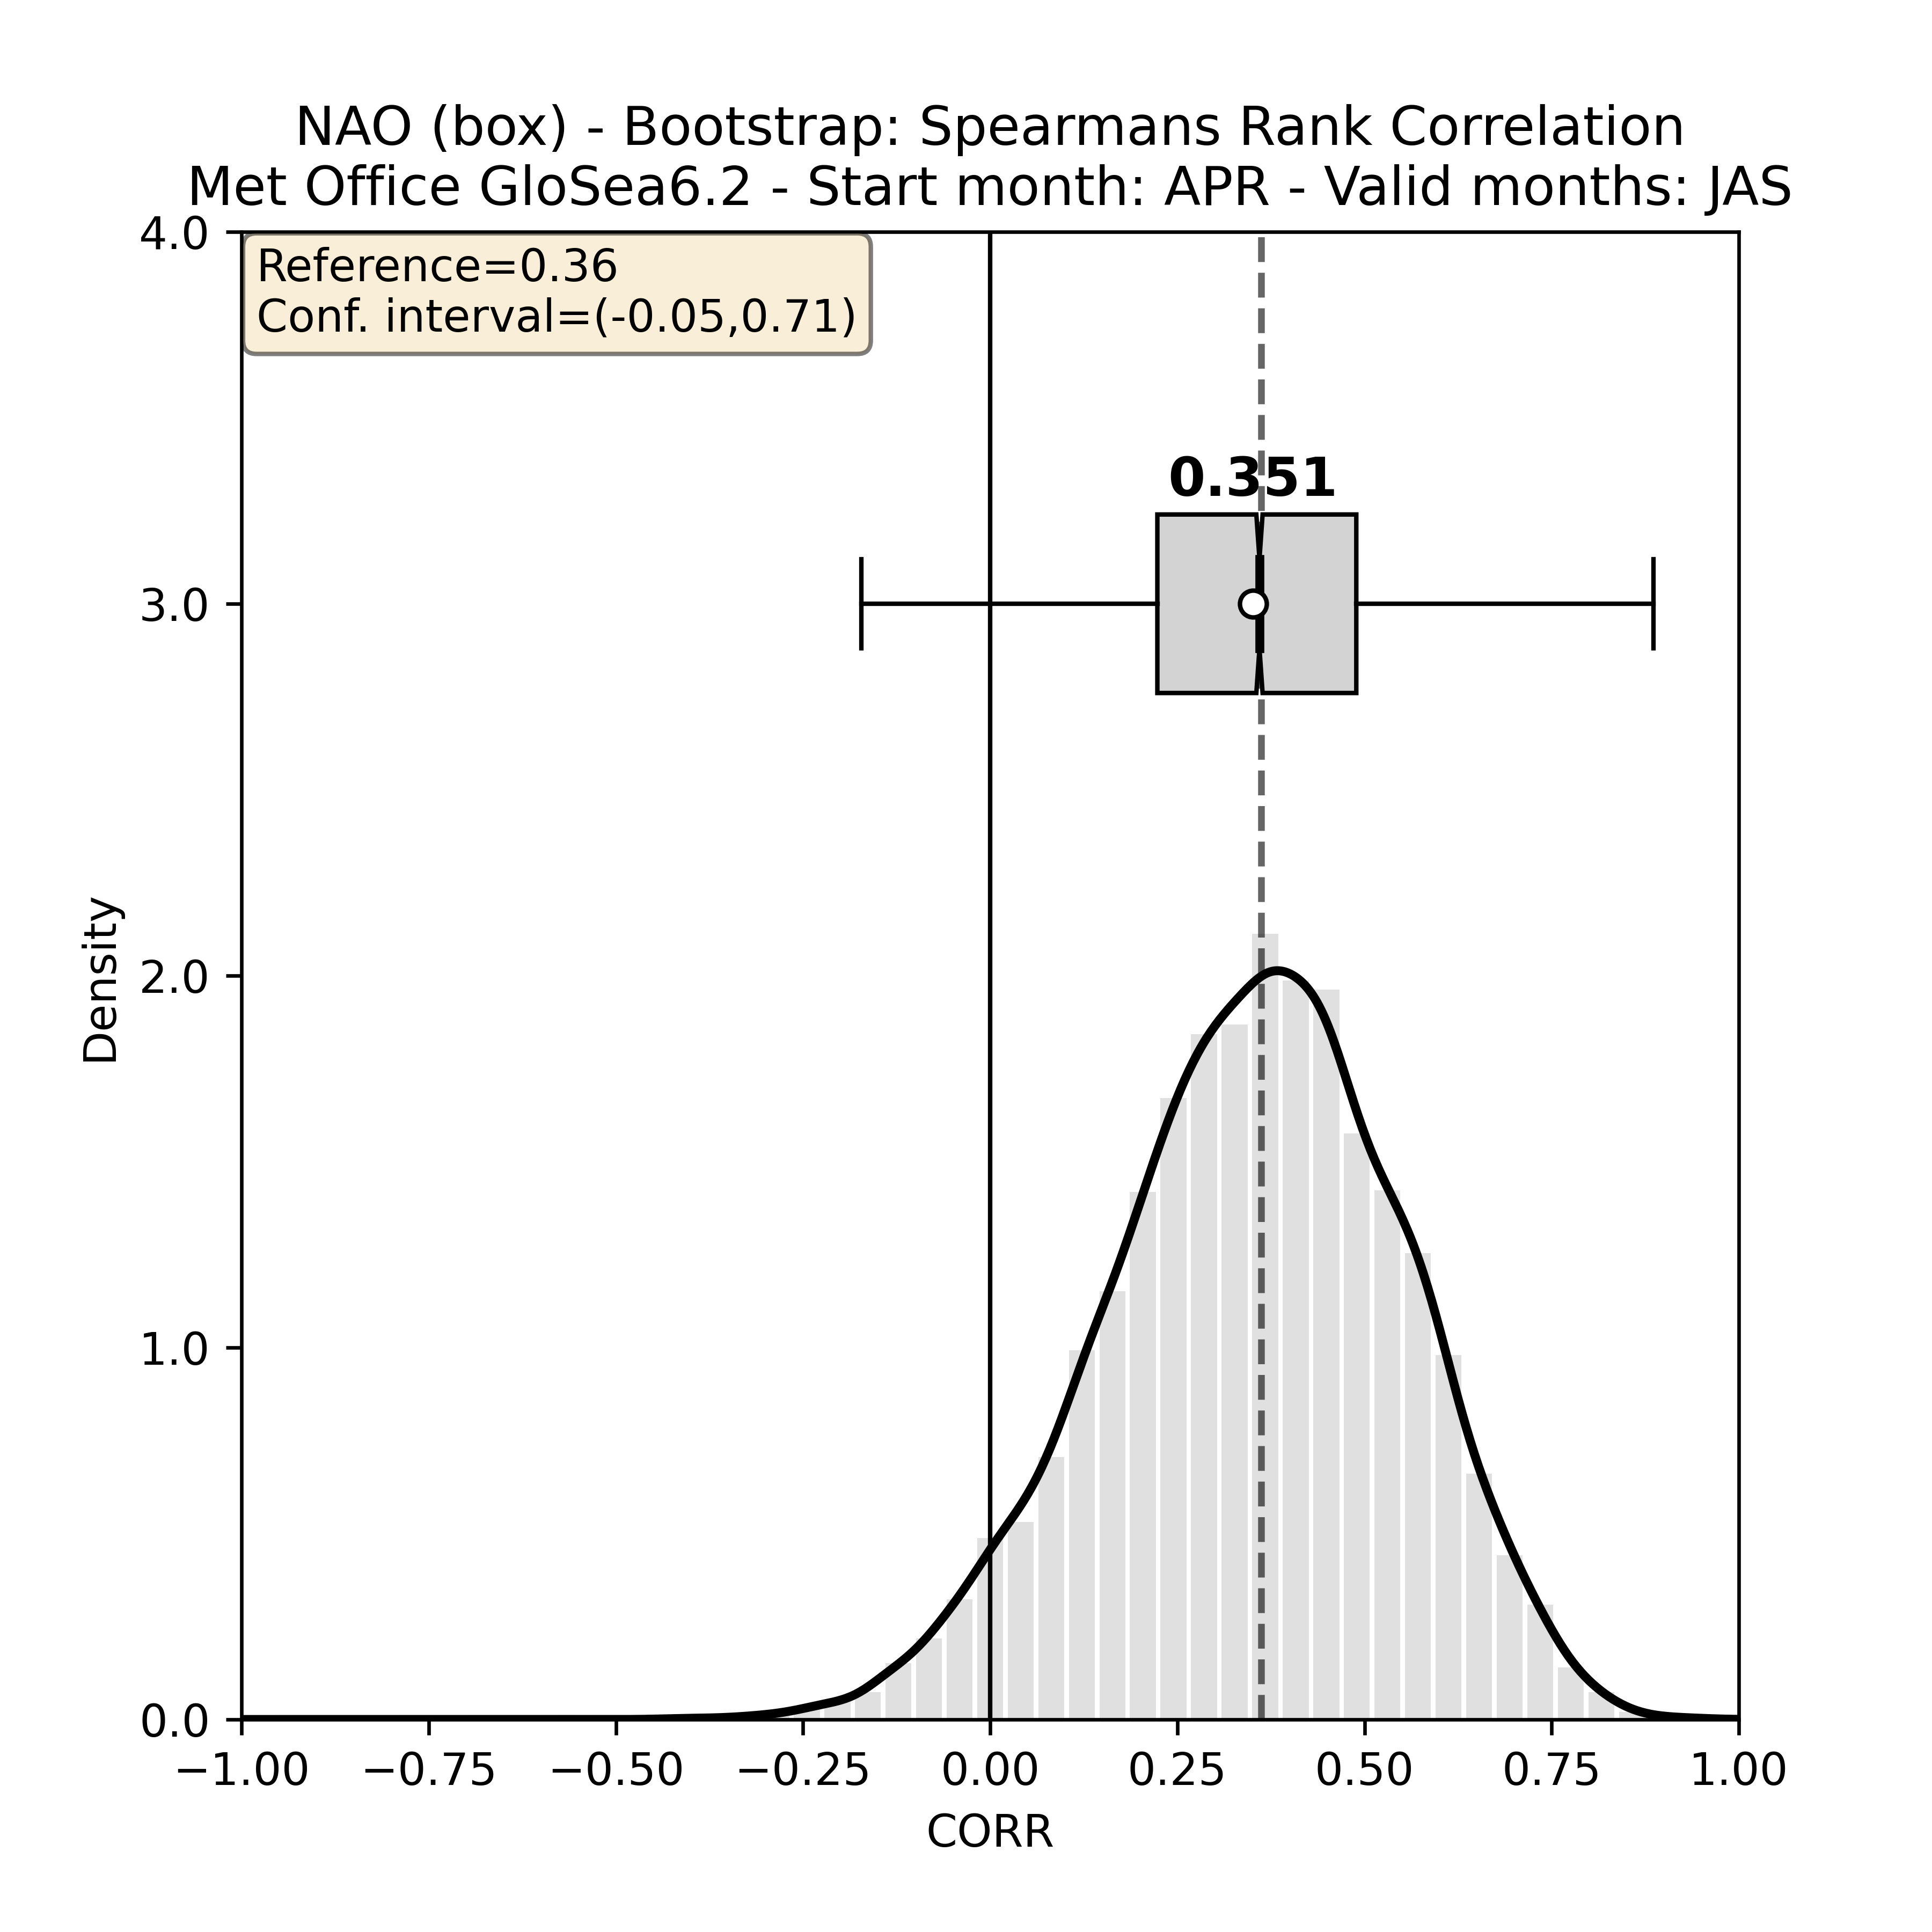 NAO (box) - Bootstrap: Spearmans Rank Correlation
Met Office GloSea6.2 - Start month: APR - Valid months: JAS
Reference=0.36
Conf. interval=(-0.05,0.71)
0.351
4.0
3.0
2.0
1.0
0.0
Density
−1.00 −0.75 −0.50 −0.25 0.00 0.25 0.50 0.75 1.00
CORR